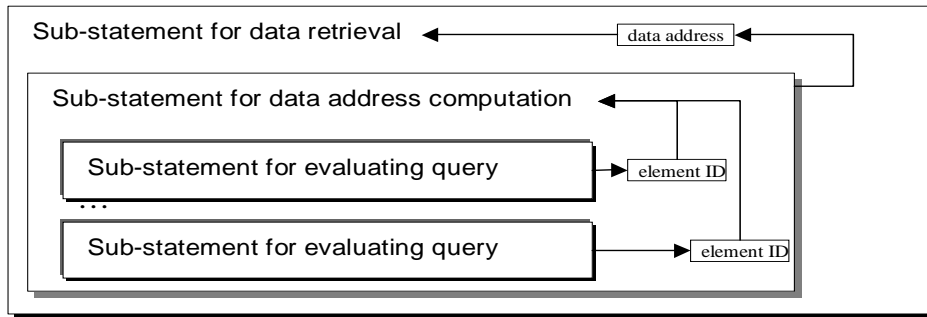 Sub-statement for data retrieval
data address
Sub-statement for data address computation
Sub-statement for evaluating query
element ID
...
Sub-statement for evaluating query
element ID